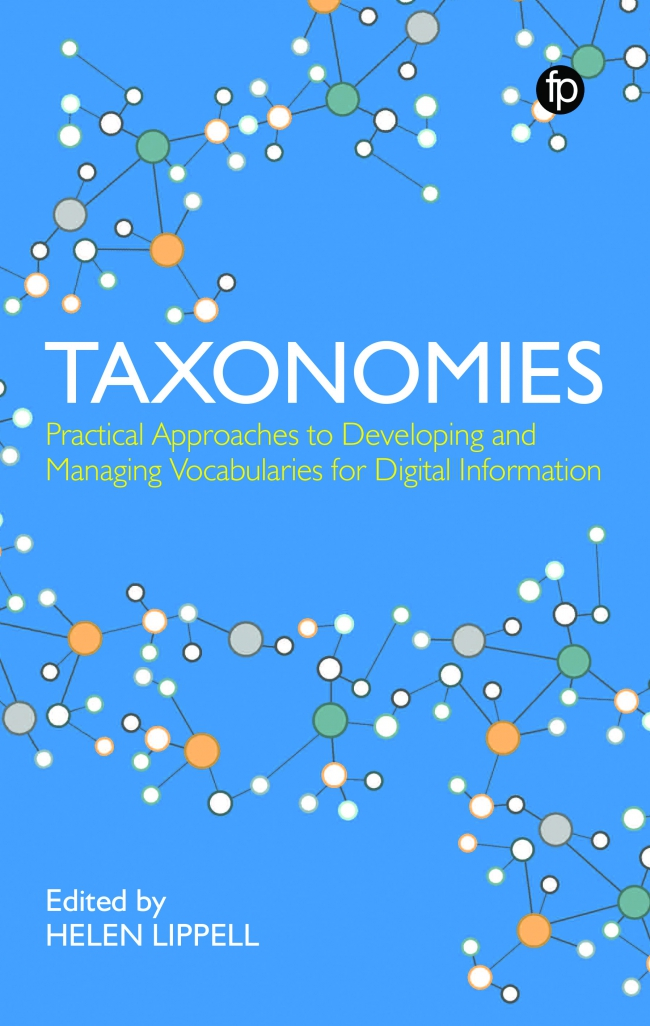 fp
TAXONOMIES
Practical Approaches to Developing and
Managing Vocabularies for Digital Information
Edited by
HELEN LIPPELL